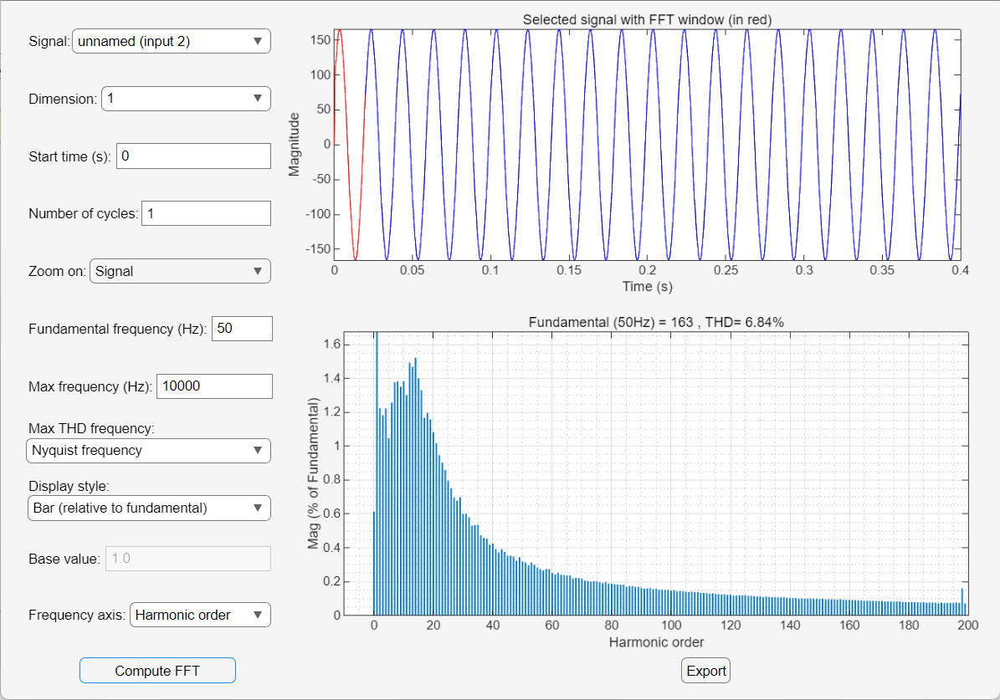 Signal: unnamed (input 2)
Dimension: 1
Start time (s): 0
Number of cycles: 1
Zoom on: Signal
Fundamental frequency (Hz): 50
Max frequency (Hz): 10000
Max THD frequency:
Nyquist frequency
Display style:
Bar (relative to fundamental)
Base value: 1.0
Frequency axis: Harmonic order
Compute FFT
Selected signal with FFT window (in red)
Magnitude
150
100
50
0
-50
-100
-150
0 0.05 0.1 0.15 0.2 0.25 0.3 0.35 0.4
Time (s)
Fundamental (50Hz) = 163 , THD= 6.84%
Mag (% of Fundamental)
1.6
1.4
1.2
1
0.8
0.6
0.4
0.2
0
0 20 40 60 80 100 120 140 160 180 200
Harmonic order
Export